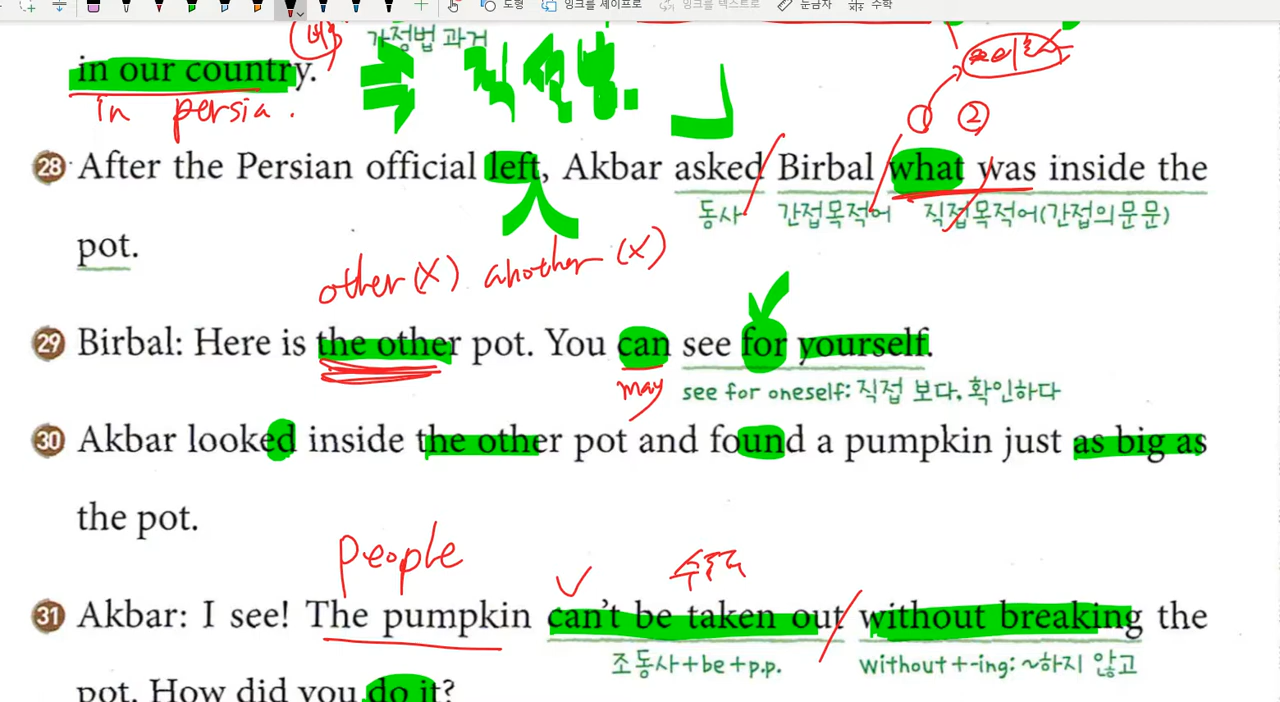 도형 잉크를 셰이프로 잉크를 텍스트로 눈금자 수학
가정법 과거
in our country.
in persia.
즉 직설법.
① ②
28 After the Persian official left, Akbar asked Birbal what was inside the
동사 간접목적어 직접목적어(간접의문문)
pot.
other (X) another (X)
29 Birbal: Here is the other pot. You can see for yourself.
may see for oneself: 직접 보다, 확인하다
30 Akbar looked inside the other pot and found a pumpkin just as big as
the pot.
people
31 Akbar: I see! The pumpkin can't be taken out without breaking the
조동사+be+p.p. without+-ing: ~하지 않고
pot. How did you do it?